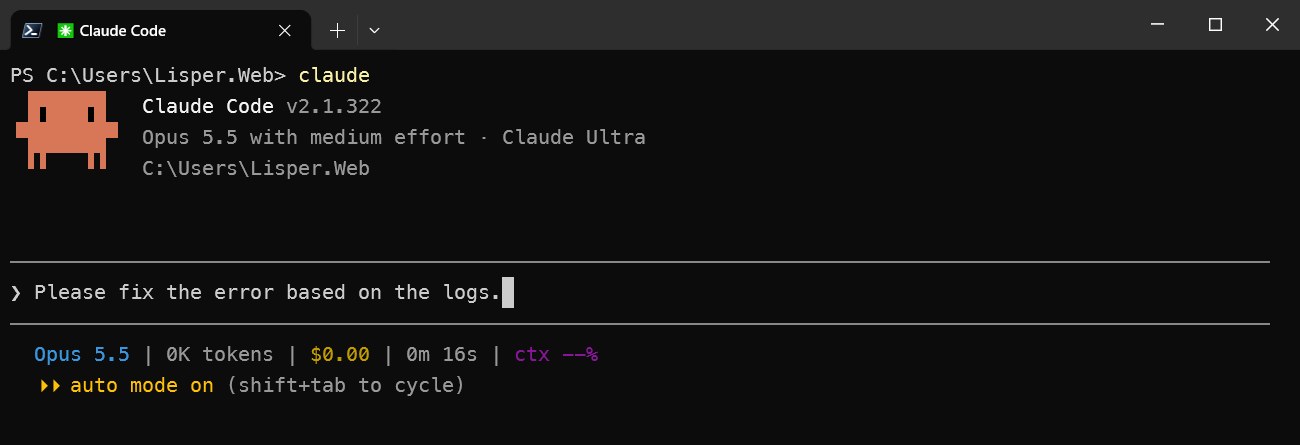 Claude Code
PS C:\Users\Lisper.Web> claude
Claude Code v2.1.322
Opus 5.5 with medium effort · Claude Ultra
C:\Users\Lisper.Web
❯ Please fix the error based on the logs.
Opus 5.5 | 0K tokens | $0.00 | 0m 16s | ctx --%
⏵⏵ auto mode on (shift+tab to cycle)